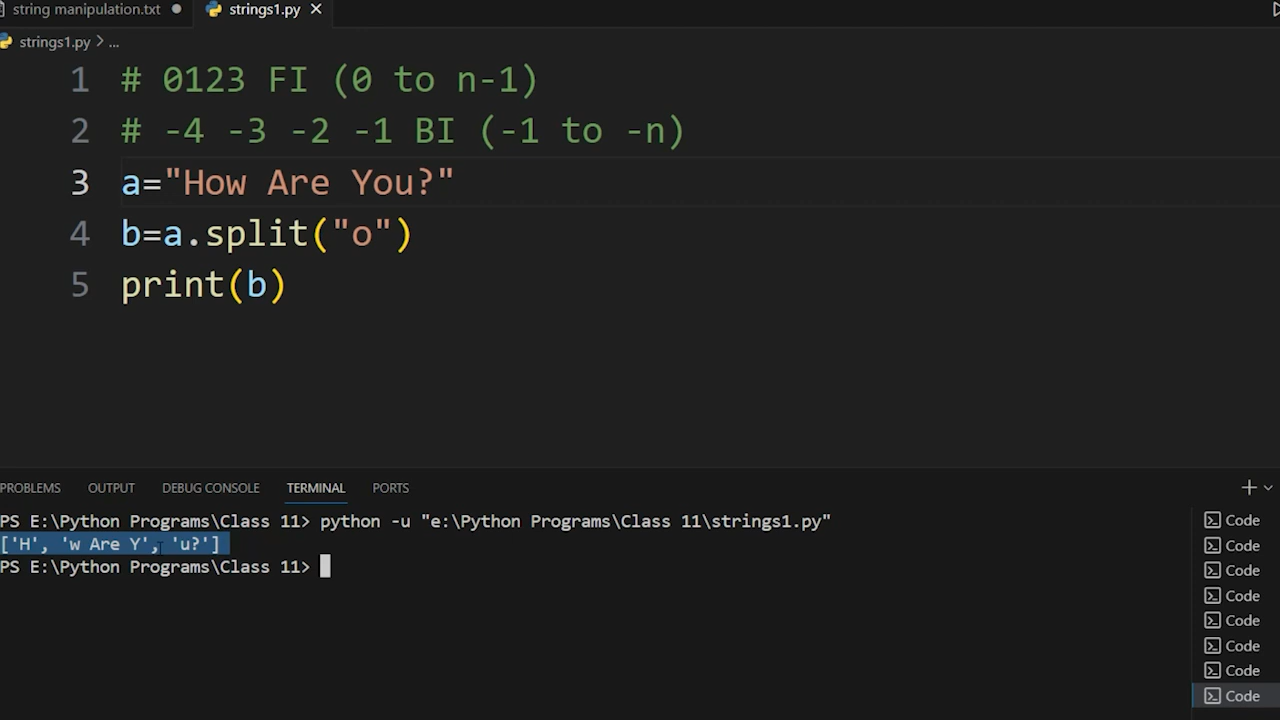 string manipulation.txt ● strings1.py ×
strings1.py > ...
1 # 0123 FI (0 to n-1)
2 # -4 -3 -2 -1 BI (-1 to -n)
3 a="How Are You?"
4 b=a.split("o")
5 print(b)
PROBLEMS OUTPUT DEBUG CONSOLE TERMINAL PORTS
PS E:\Python Programs\Class 11> python -u "e:\Python Programs\Class 11\strings1.py"
['H', 'w Are Y', 'u?']
PS E:\Python Programs\Class 11>
Code
Code
Code
Code
Code
Code
Code
Code